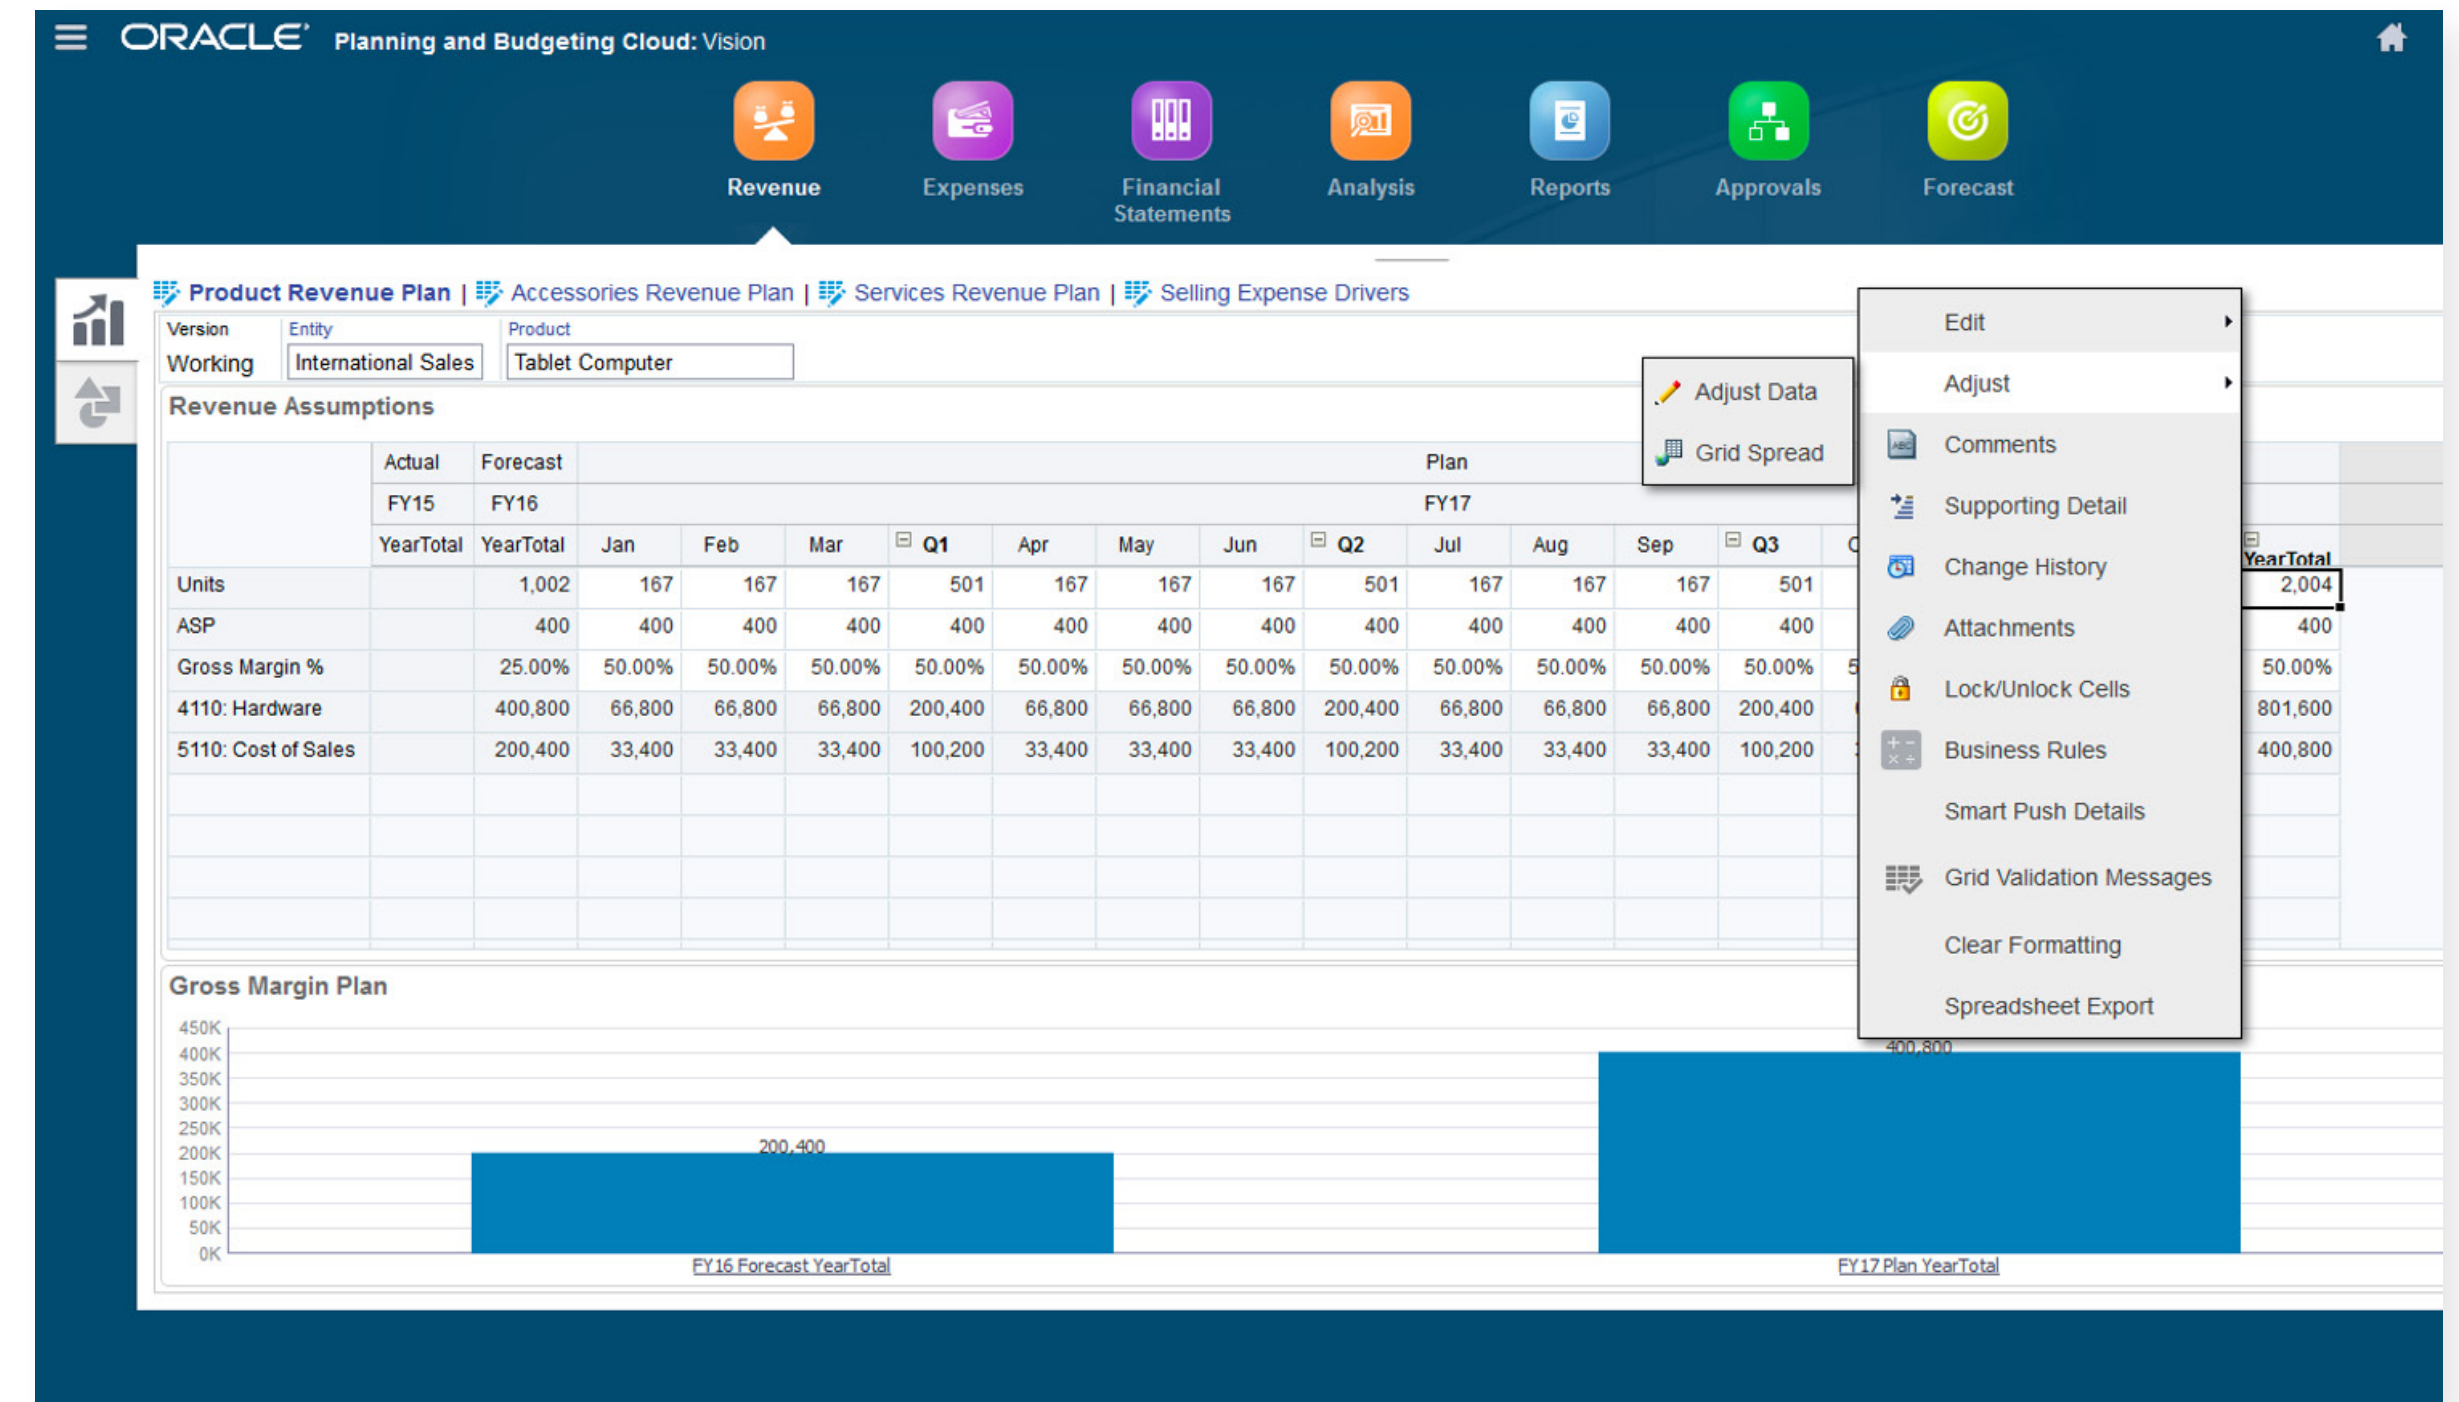 ORACLE Planning and Budgeting Cloud: Vision
Revenue Expenses Financial Statements Analysis Reports Approvals Forecast
Product Revenue Plan | Accessories Revenue Plan | Services Revenue Plan | Selling Expense Drivers
Version Entity Product
Working International Sales Tablet Computer
Revenue Assumptions
Actual Forecast Plan
FY15 FY16 FY17
YearTotal YearTotal Jan Feb Mar Q1 Apr May Jun Q2 Jul Aug Sep Q3 YearTotal
Units 1,002 167 167 167 501 167 167 167 501 167 167 167 501 2,004
ASP 400 400 400 400 400 400 400 400 400 400 400 400 400 400
Gross Margin % 25.00% 50.00% 50.00% 50.00% 50.00% 50.00% 50.00% 50.00% 50.00% 50.00% 50.00% 50.00% 50.00% 50.00%
4110: Hardware 400,800 66,800 66,800 66,800 200,400 66,800 66,800 66,800 200,400 66,800 66,800 66,800 200,400 801,600
5110: Cost of Sales 200,400 33,400 33,400 33,400 100,200 33,400 33,400 33,400 100,200 33,400 33,400 33,400 100,200 400,800
Adjust Data
Grid Spread
Edit
Adjust
ABC Comments
Supporting Detail
Change History
Attachments
Lock/Unlock Cells
Business Rules
Smart Push Details
Grid Validation Messages
Clear Formatting
Spreadsheet Export
Gross Margin Plan
450K
400K
350K
300K
250K
200K
150K
100K
50K
0K
200,400
400,800
FY16 Forecast YearTotal
FY17 Plan YearTotal